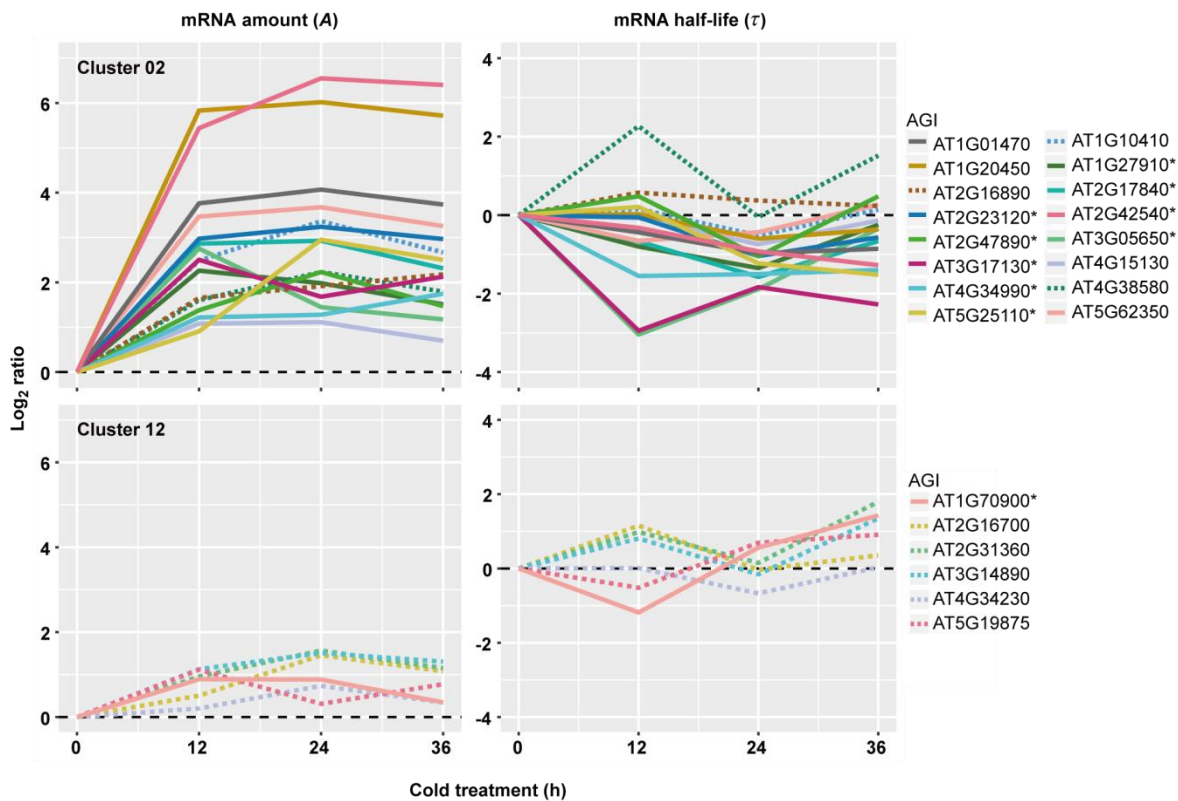 mRNA amount (A) mRNA half-life (τ)
Cluster 02
6
4
2
0
4
2
0
-2
-4
AGI
AT1G01470 AT1G10410
AT1G20450 AT1G27910*
AT2G16890 AT2G17840*
AT2G23120* AT2G42540*
AT2G47890* AT3G05650*
AT3G17130* AT4G15130
AT4G34990* AT4G38580
AT5G25110* AT5G62350
Log2 ratio
Cluster 12
6
4
2
0
4
2
0
-2
-4
AGI
AT1G70900*
AT2G16700
AT2G31360
AT3G14890
AT4G34230
AT5G19875
0 12 24 36 0 12 24 36
Cold treatment (h)